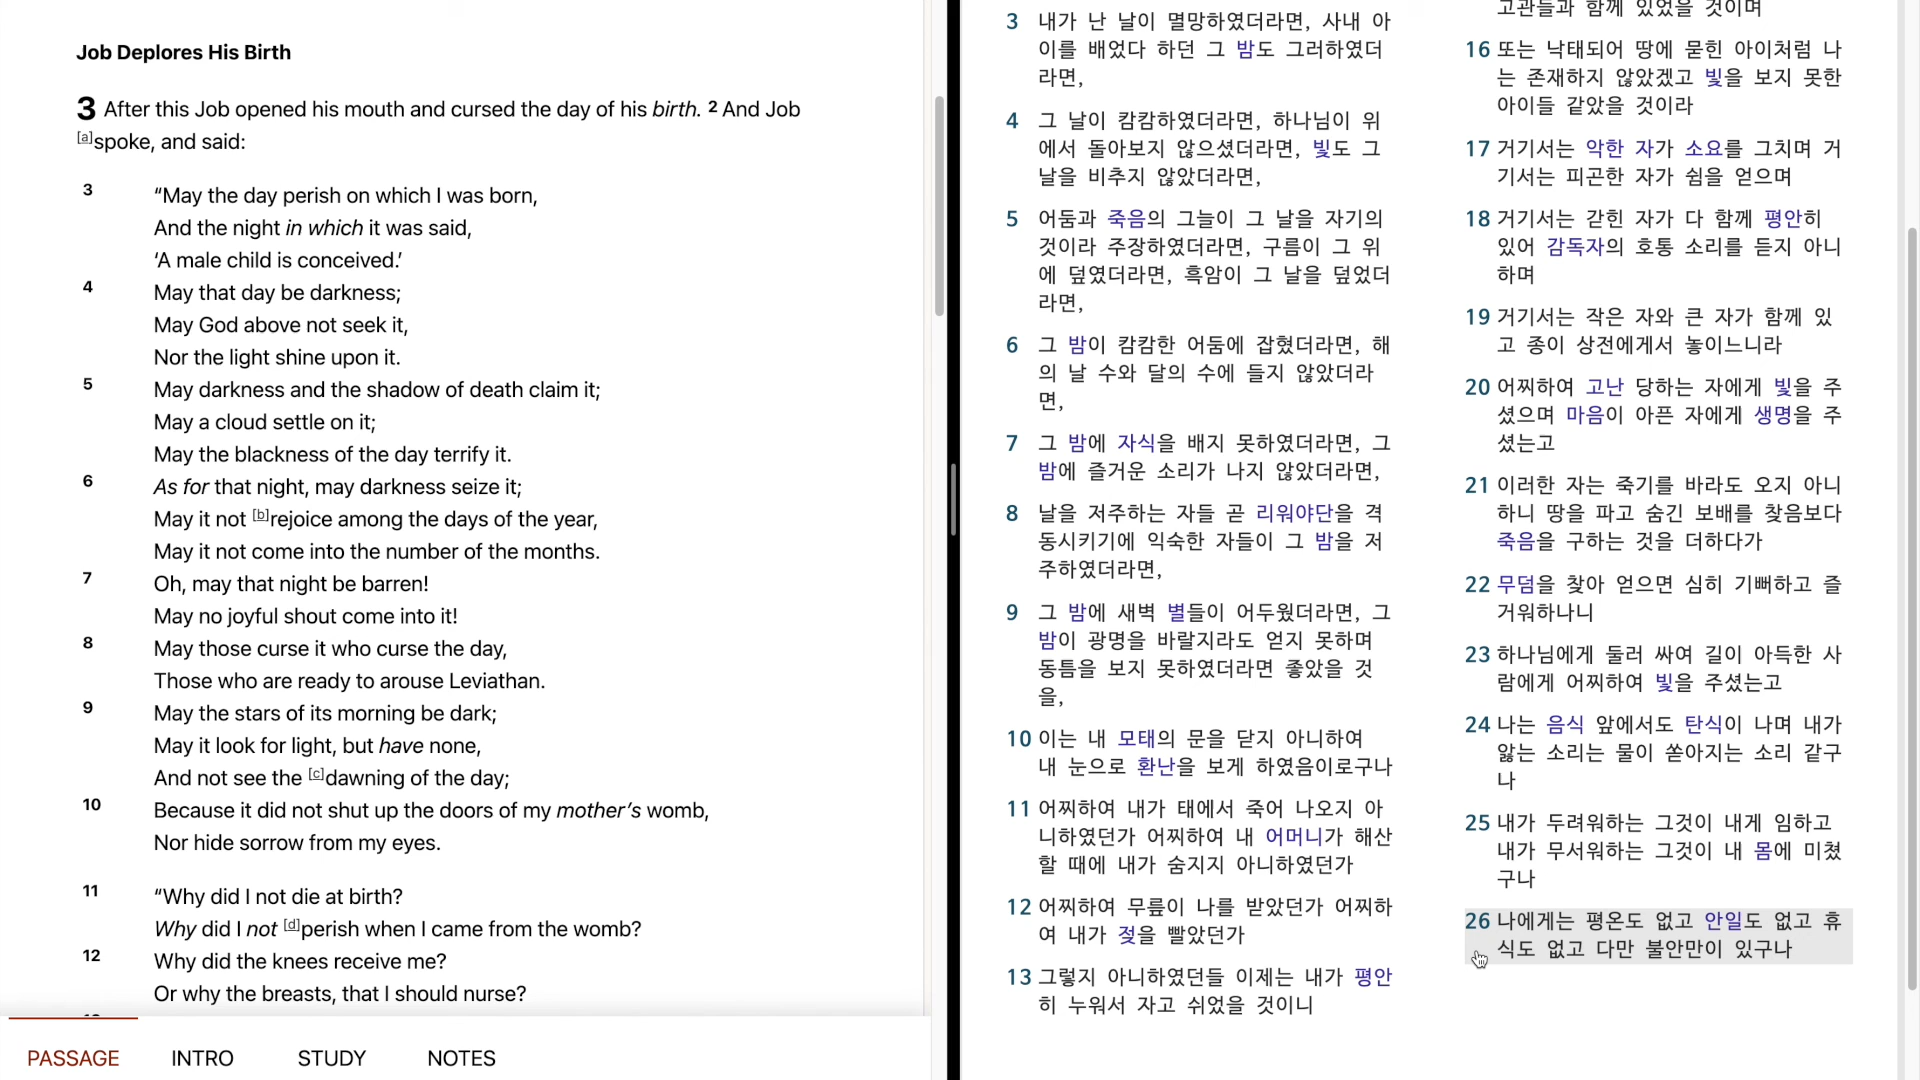 Job Deplores His Birth
3 After this Job opened his mouth and cursed the day of his birth. 2 And Job
[a]spoke, and said:
3 “May the day perish on which I was born,
And the night in which it was said,
‘A male child is conceived.’
4 May that day be darkness;
May God above not seek it,
Nor the light shine upon it.
5 May darkness and the shadow of death claim it;
May a cloud settle on it;
May the blackness of the day terrify it.
6 As for that night, may darkness seize it;
May it not [b]rejoice among the days of the year,
May it not come into the number of the months.
7 Oh, may that night be barren!
May no joyful shout come into it!
8 May those curse it who curse the day,
Those who are ready to arouse Leviathan.
9 May the stars of its morning be dark;
May it look for light, but have none,
And not see the [c]dawning of the day;
10 Because it did not shut up the doors of my mother’s womb,
Nor hide sorrow from my eyes.
11 “Why did I not die at birth?
Why did I not [d]perish when I came from the womb?
12 Why did the knees receive me?
Or why the breasts, that I should nurse?
PASSAGE INTRO STUDY NOTES
3 내가 난 날이 멸망하였더라면, 사내 아
이를 배었다 하던 그 밤도 그러하였더
라면,
4 그 날이 캄캄하였더라면, 하나님이 위
에서 돌아보지 않으셨더라면, 빛도 그
날을 비추지 않았더라면,
5 어둠과 죽음의 그늘이 그 날을 자기의
것이라 주장하였더라면, 구름이 그 위
에 덮였더라면, 흑암이 그 날을 덮었더
라면,
6 그 밤이 캄캄한 어둠에 잡혔더라면, 해
의 날 수와 달의 수에 들지 않았더라
면,
7 그 밤에 자식을 배지 못하였더라면, 그
밤에 즐거운 소리가 나지 않았더라면,
8 날을 저주하는 자들 곧 리워야단을 격
동시키기에 익숙한 자들이 그 밤을 저
주하였더라면,
9 그 밤에 새벽 별들이 어두웠더라면, 그
밤이 광명을 바랄지라도 얻지 못하며
동틈을 보지 못하였더라면 좋았을 것
을,
10 이는 내 모태의 문을 닫지 아니하여
내 눈으로 환난을 보게 하였음이로구나
11 어찌하여 내가 태에서 죽어 나오지 아
니하였던가 어찌하여 내 어머니가 해산
할 때에 내가 숨지지 아니하였던가
12 어찌하여 무릎이 나를 받았던가 어찌하
여 내가 젖을 빨았던가
13 그렇지 아니하였던들 이제는 내가 평안
히 누워서 자고 쉬었을 것이니
고관들과 함께 있었을 것이며
16 또는 낙태되어 땅에 묻힌 아이처럼 나
는 존재하지 않았겠고 빛을 보지 못한
아이들 같았을 것이라
17 거기서는 악한 자가 소요를 그치며 거
기서는 피곤한 자가 쉼을 얻으며
18 거기서는 갇힌 자가 다 함께 평안히
있어 감독자의 호통 소리를 듣지 아니
하며
19 거기서는 작은 자와 큰 자가 함께 있
고 종이 상전에게서 놓이느니라
20 어찌하여 고난 당하는 자에게 빛을 주
셨으며 마음이 아픈 자에게 생명을 주
셨는고
21 이러한 자는 죽기를 바라도 오지 아니
하니 땅을 파고 숨긴 보배를 찾음보다
죽음을 구하는 것을 더하다가
22 무덤을 찾아 얻으면 심히 기뻐하고 즐
거워하나니
23 하나님에게 둘러 싸여 길이 아득한 사
람에게 어찌하여 빛을 주셨는고
24 나는 음식 앞에서도 탄식이 나며 내가
앓는 소리는 물이 쏟아지는 소리 같구
나
25 내가 두려워하는 그것이 내게 임하고
내가 무서워하는 그것이 내 몸에 미쳤
구나
26 나에게는 평온도 없고 안일도 없고 휴
식도 없고 다만 불안만이 있구나